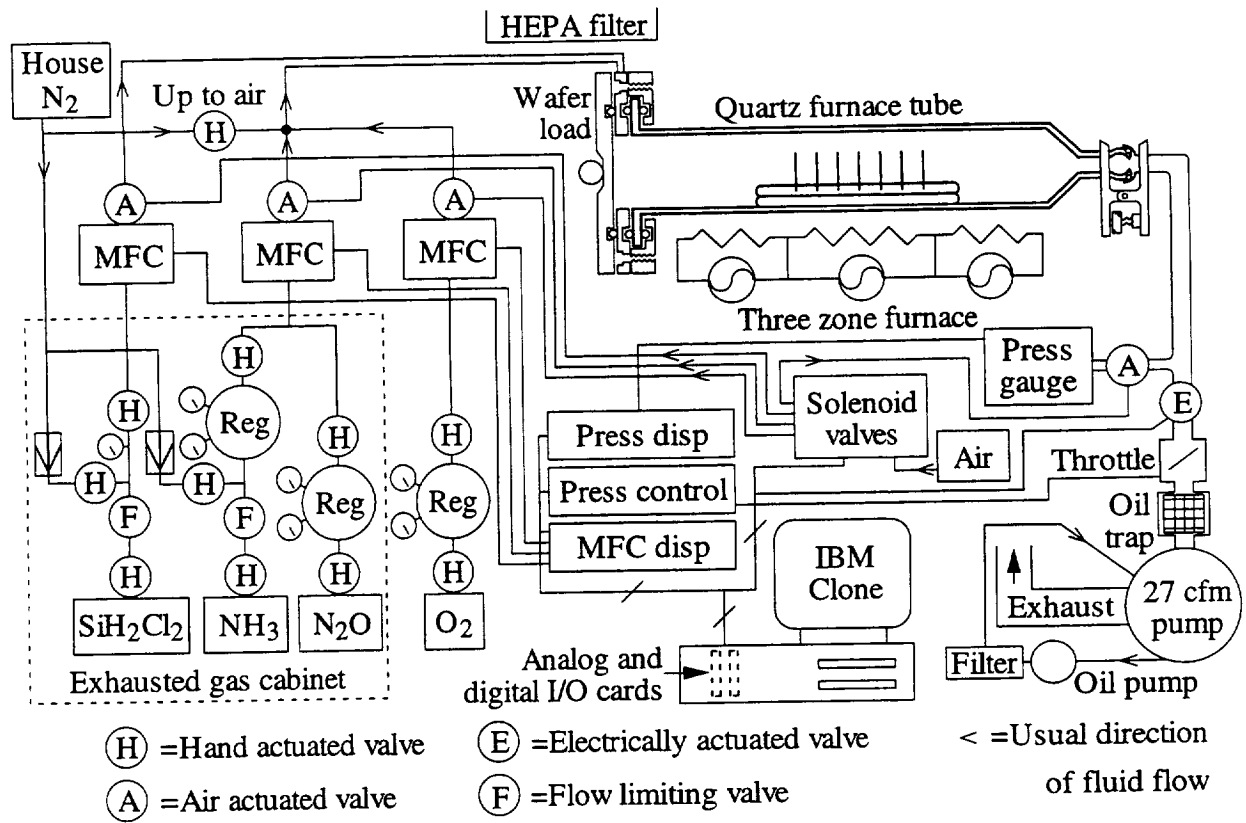 HEPA filter
House
N2
Up to air
H
Wafer
load
Quartz furnace tube
A
A
A
MFC
MFC
MFC
Three zone furnace
H
Press
gauge
A
E
H
Reg
Solenoid
valves
Press disp
H
H
Air
Throttle
H
H
Reg
Reg
Press control
F
F
Oil
trap
MFC disp
IBM
Clone
H
H
H
H
27 cfm
pump
Exhaust
SiH2Cl2
NH3
N2O
O2
Filter
Oil pump
Exhausted gas cabinet
Analog and
digital I/O cards
H =Hand actuated valve
E =Electrically actuated valve
< =Usual direction
of fluid flow
A =Air actuated valve
F =Flow limiting valve